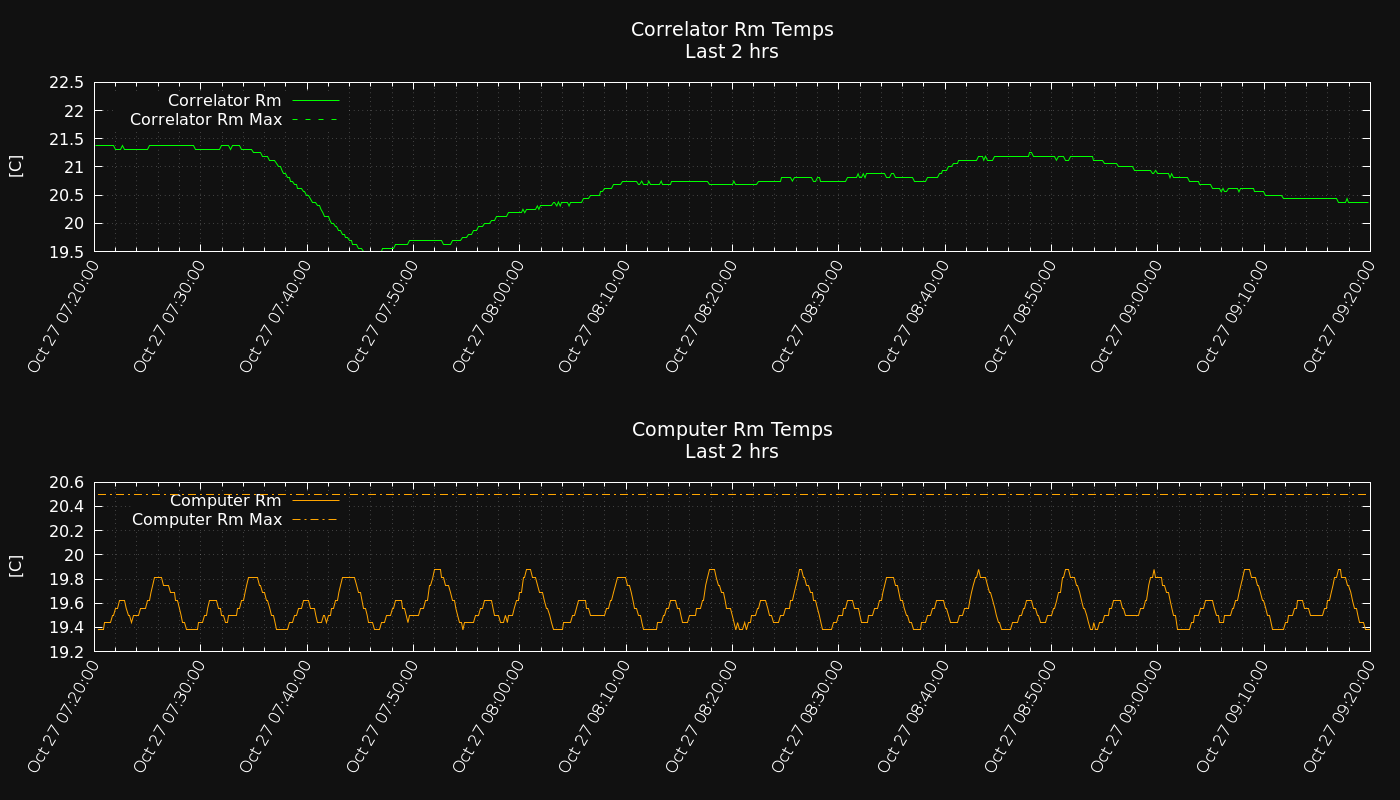 Correlator Rm Temps
Last 2 hrs
[C]
22.5
22
21.5
21
20.5
20
19.5
Correlator Rm
Correlator Rm Max
Oct 27 07:20:00
Oct 27 07:30:00
Oct 27 07:40:00
Oct 27 07:50:00
Oct 27 08:00:00
Oct 27 08:10:00
Oct 27 08:20:00
Oct 27 08:30:00
Oct 27 08:40:00
Oct 27 08:50:00
Oct 27 09:00:00
Oct 27 09:10:00
Oct 27 09:20:00
Computer Rm Temps
Last 2 hrs
[C]
20.6
20.4
20.2
20
19.8
19.6
19.4
19.2
Computer Rm
Computer Rm Max
Oct 27 07:20:00
Oct 27 07:30:00
Oct 27 07:40:00
Oct 27 07:50:00
Oct 27 08:00:00
Oct 27 08:10:00
Oct 27 08:20:00
Oct 27 08:30:00
Oct 27 08:40:00
Oct 27 08:50:00
Oct 27 09:00:00
Oct 27 09:10:00
Oct 27 09:20:00